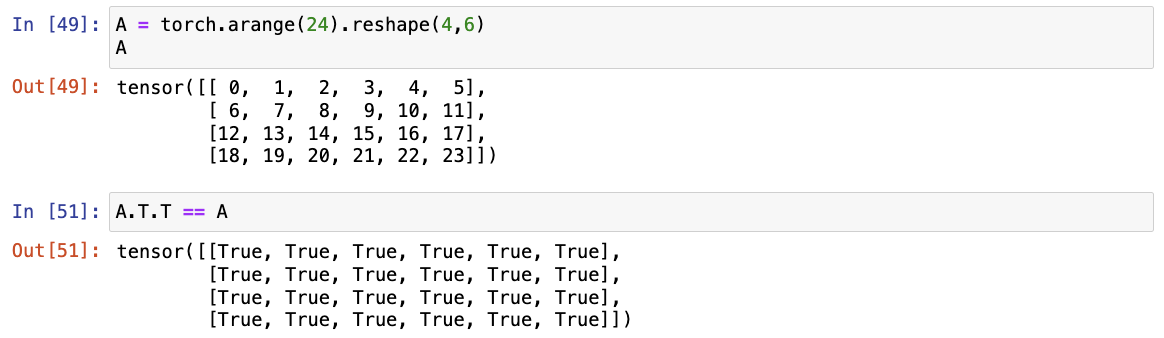 In [49]: A = torch.arange(24).reshape(4,6)
A
Out[49]: tensor([[ 0,  1,  2,  3,  4,  5],
[ 6,  7,  8,  9, 10, 11],
[12, 13, 14, 15, 16, 17],
[18, 19, 20, 21, 22, 23]])
In [51]: A.T.T == A
Out[51]: tensor([[True, True, True, True, True, True],
[True, True, True, True, True, True],
[True, True, True, True, True, True],
[True, True, True, True, True, True]])